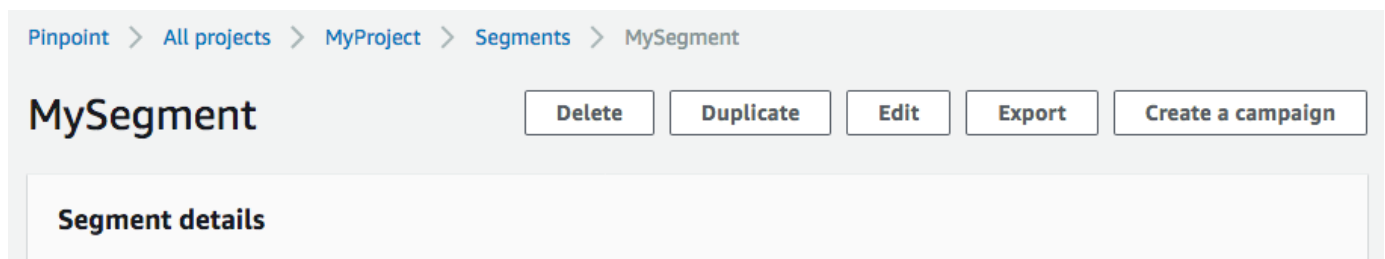 Pinpoint > All projects > MyProject > Segments > MySegment
MySegment Delete Duplicate Edit Export Create a campaign
Segment details